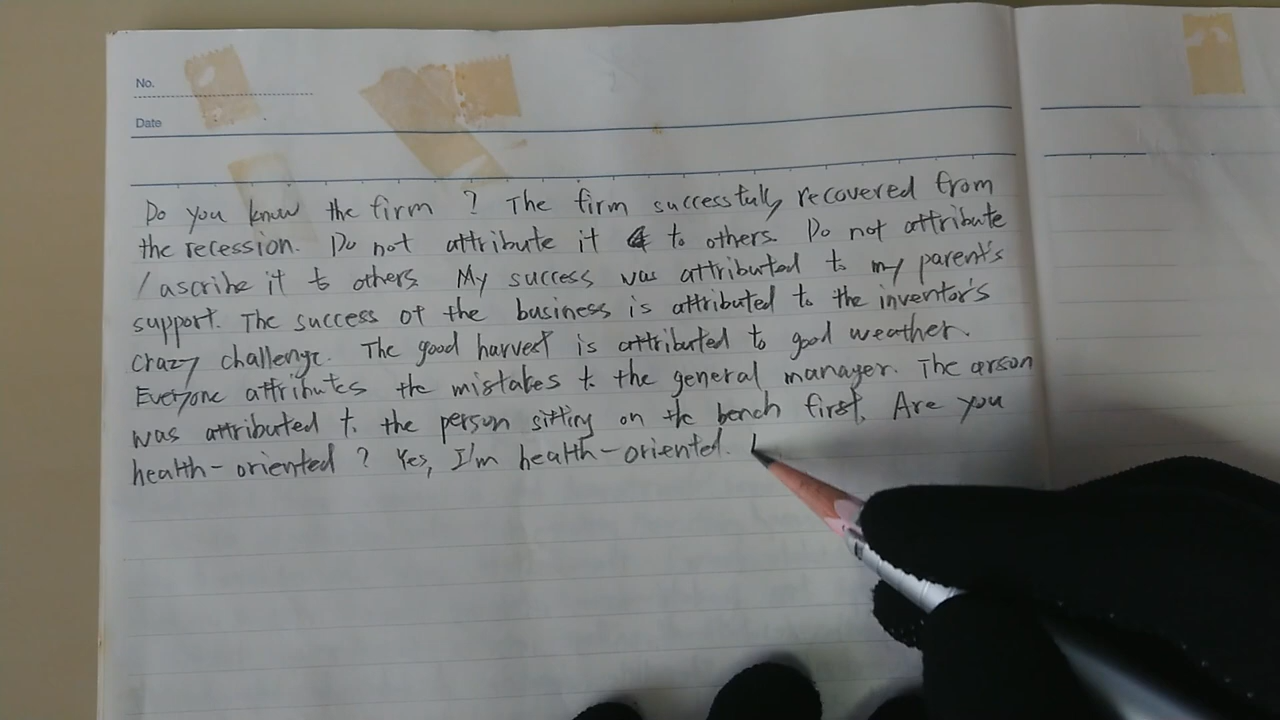 No.
Date
Do you know the firm ? The firm successfully recovered from
the recession. Do not attribute it to others. Do not attribute
/ ascribe it to others. My success was attributed to my parent's
support. The success of the business is attributed to the inventor's
crazy challenge. The good harvest is attributed to good weather.
Everyone attributes the mistakes to the general manager. The arson
was attributed to the person sitting on the bench first. Are you
health-oriented ? Yes, I'm health-oriented.